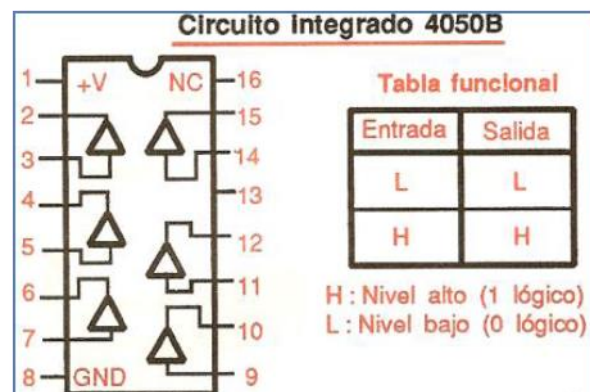 Circuito integrado 4050B
1 +V NC 16
2 15
3 14
4 13
5 12
6 11
7 10
8 GND 9
Tabla funcional
Entrada Salida
L L
H H
H : Nivel alto (1 lógico)
L : Nivel bajo (0 lógico)